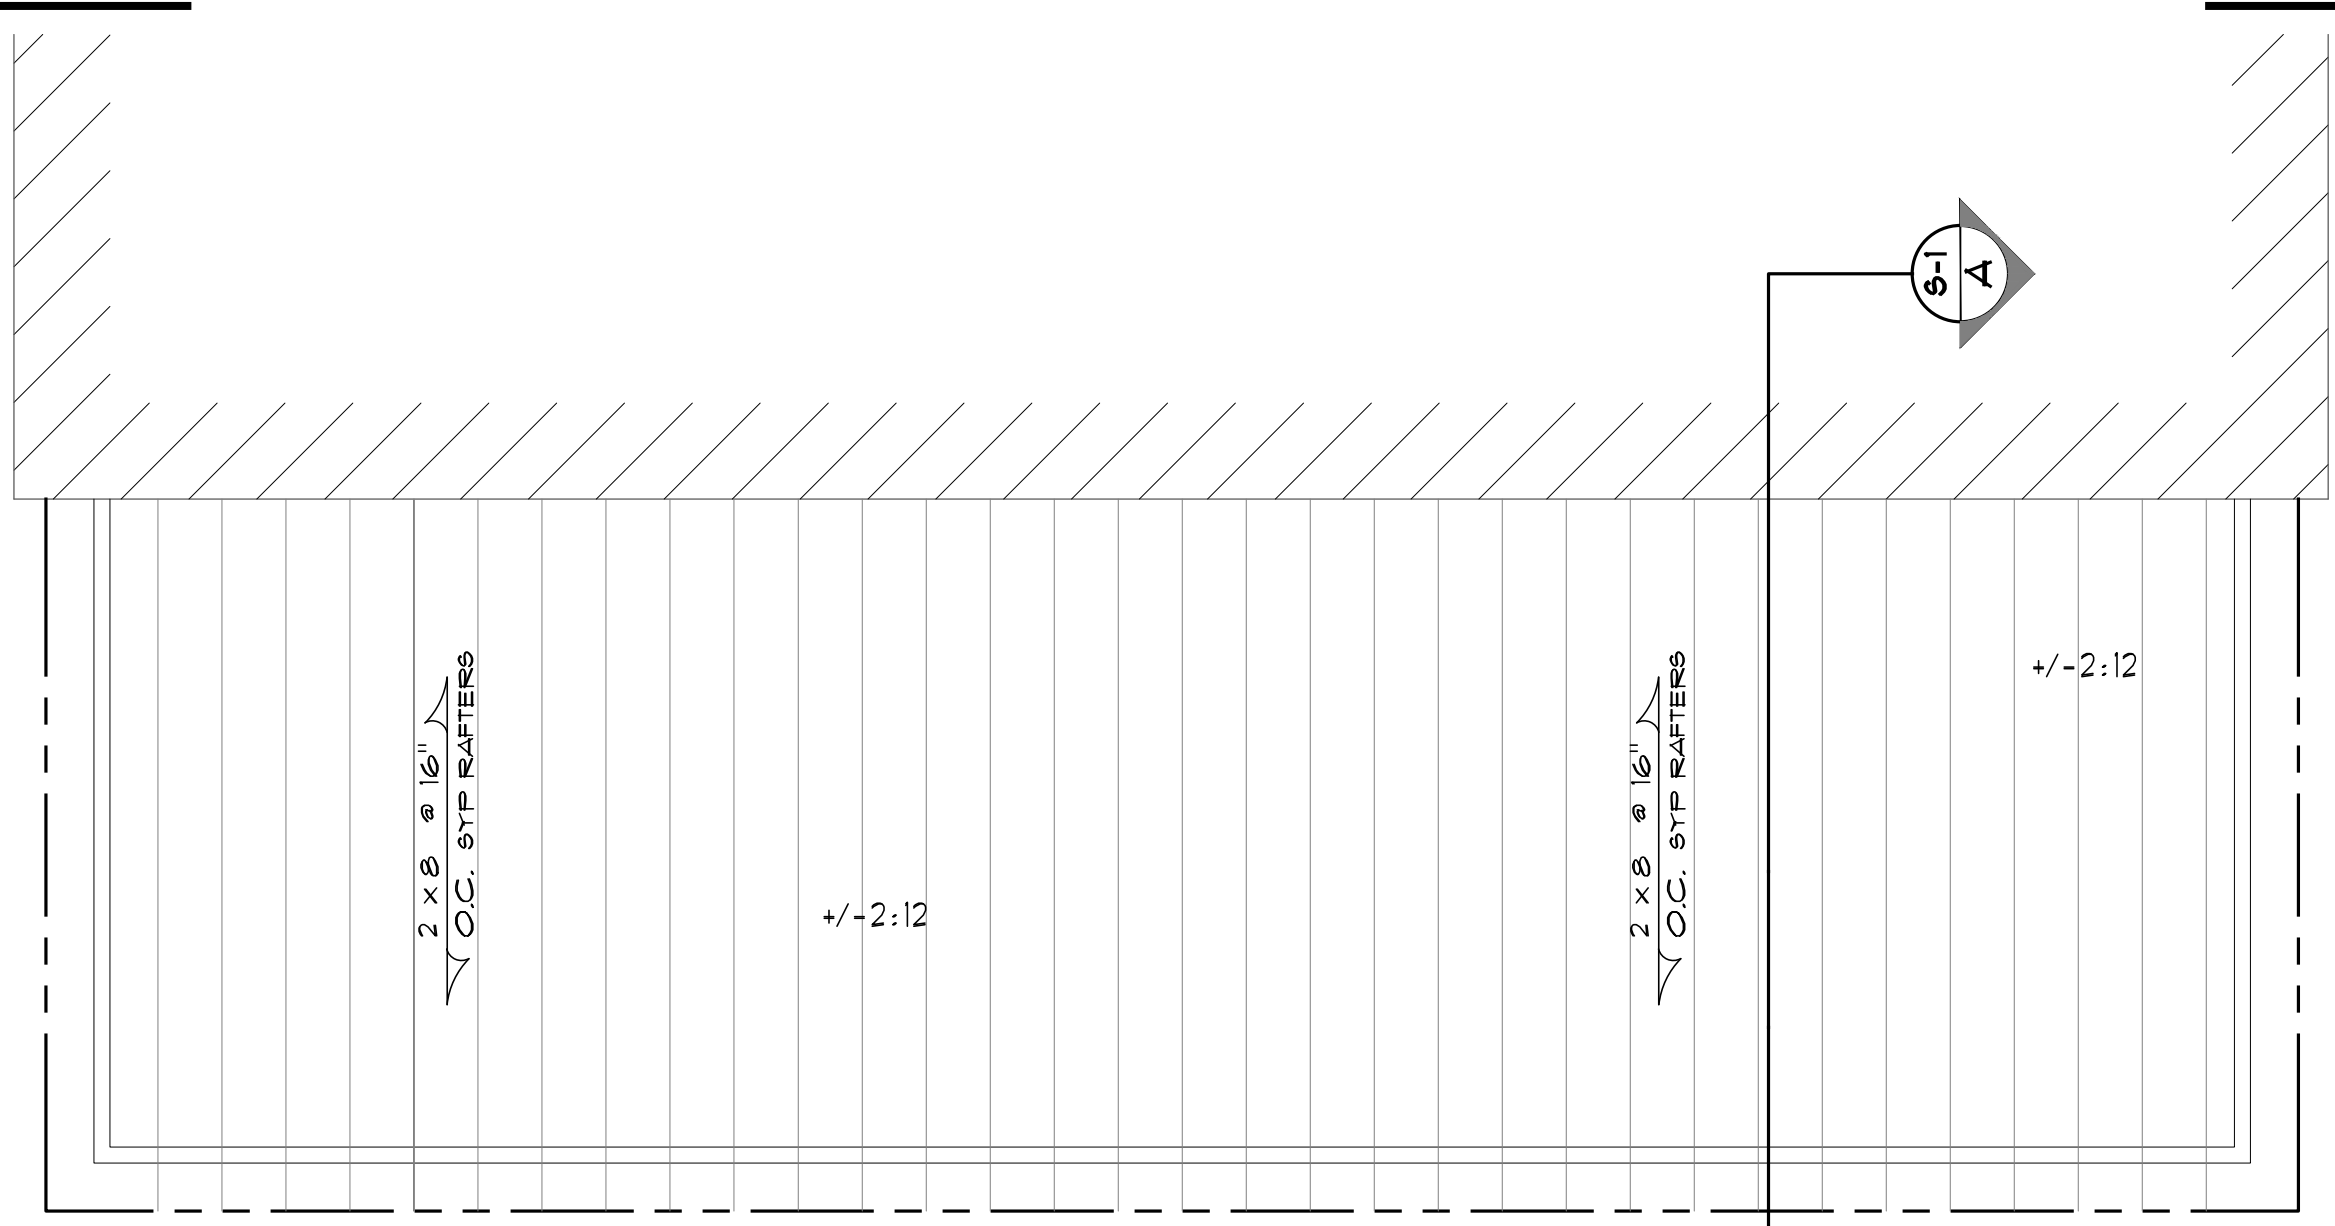 S-1
A
2 x 8 @ 16"
O.C. SYP RAFTERS
+/-2:12
2 x 8 @ 16"
O.C. SYP RAFTERS
+/-2:12